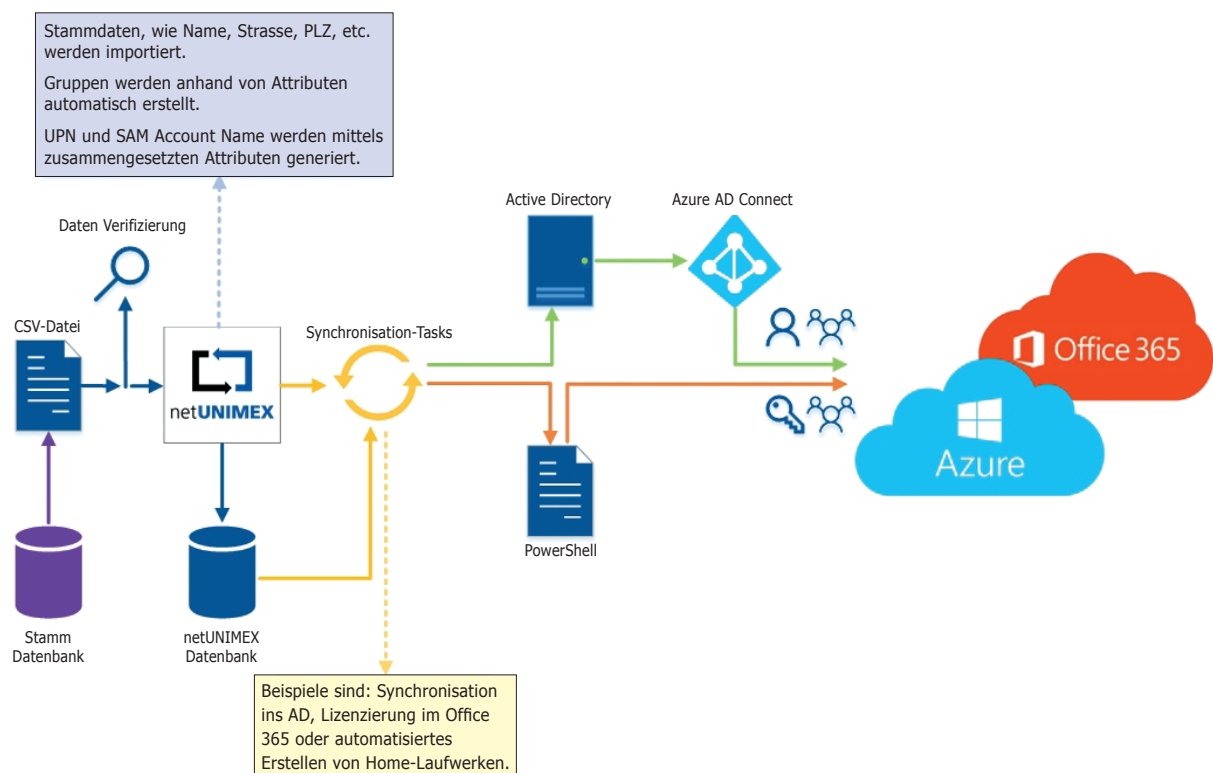 Stammdaten, wie Name, Strasse, PLZ, etc.
werden importiert.
Gruppen werden anhand von Attributen
automatisch erstellt.
UPN und SAM Account Name werden mittels
zusammengesetzten Attributen generiert.
Active Directory
Azure AD Connect
Daten Verifizierung
CSV-Datei
Synchronisation-Tasks
netUNIMEX
Office 365
Azure
PowerShell
Stamm
Datenbank
netUNIMEX
Datenbank
Beispiele sind: Synchronisation
ins AD, Lizenzierung im Office
365 oder automatisiertes
Erstellen von Home-Laufwerken.